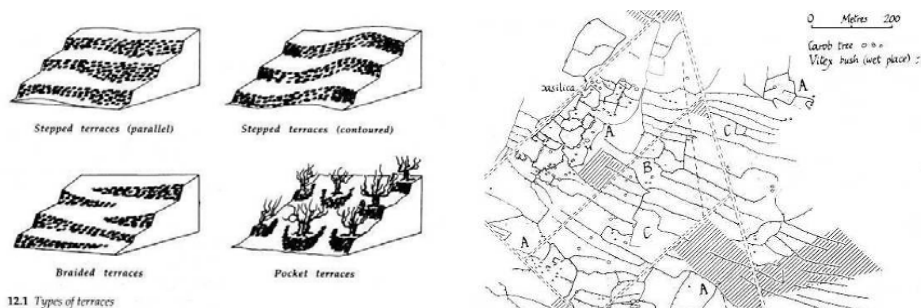 Stepped terraces (parallel)
Stepped terraces (contoured)
Braided terraces
Pocket terraces
12.1 Types of terraces
0 Metres 200
Carob tree
Vitex bush (wet place) :
basilica
A
A
C
B
C
A
A